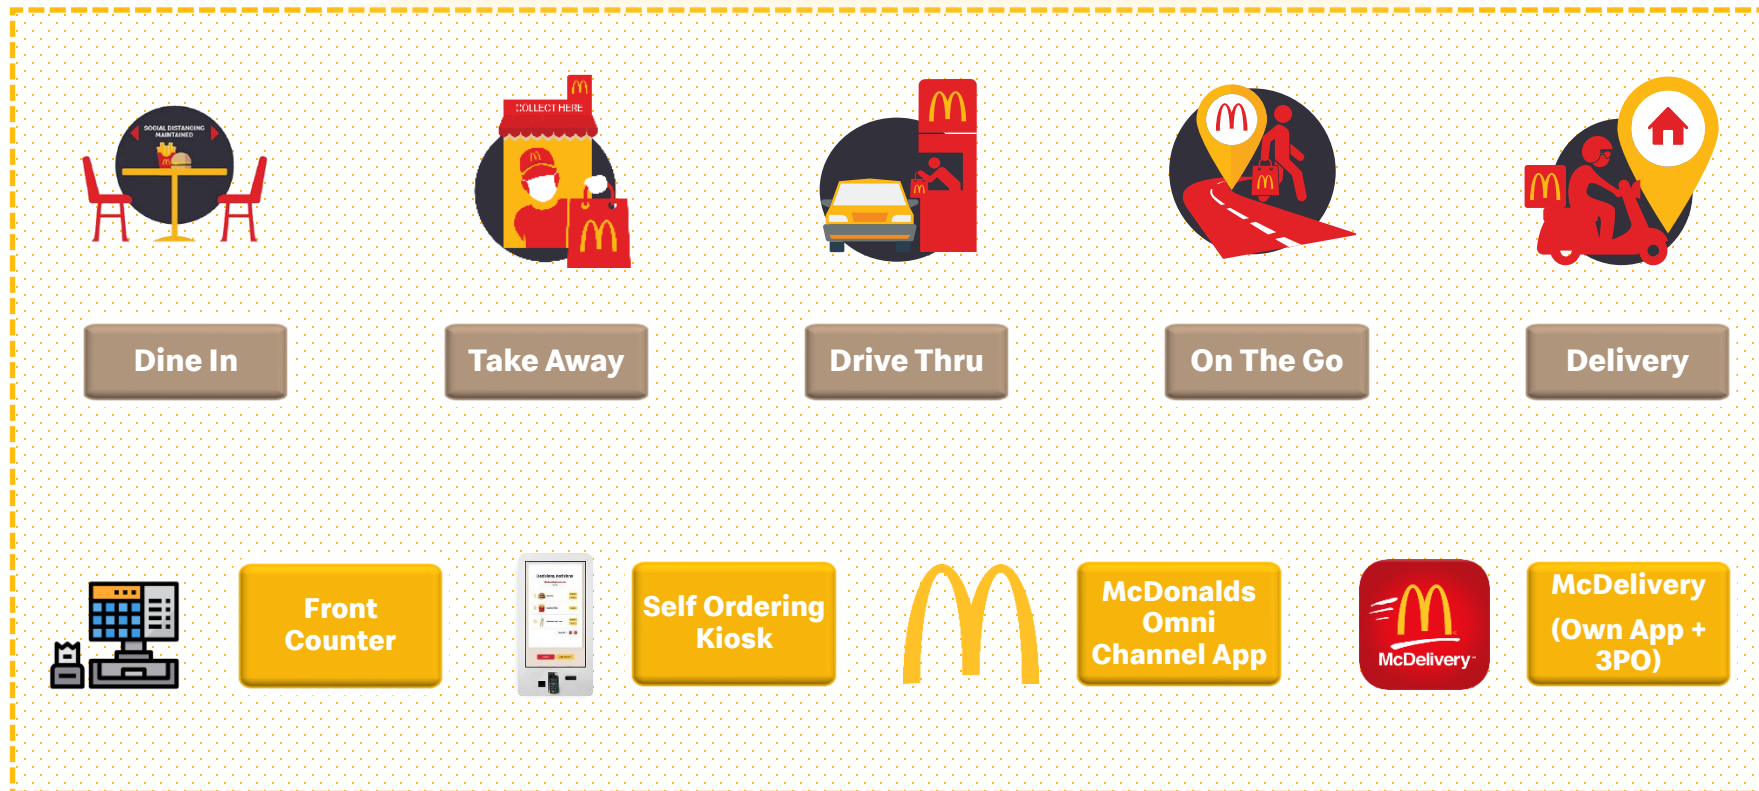 SOCIAL DISTANCING
MAINTAINED
COLLECT HERE
Dine In
Take Away
Drive Thru
On The Go
Delivery
Front
Counter
Self Ordering
Kiosk
McDonalds
Omni
Channel App
McDelivery
McDelivery
(Own App +
3PO)